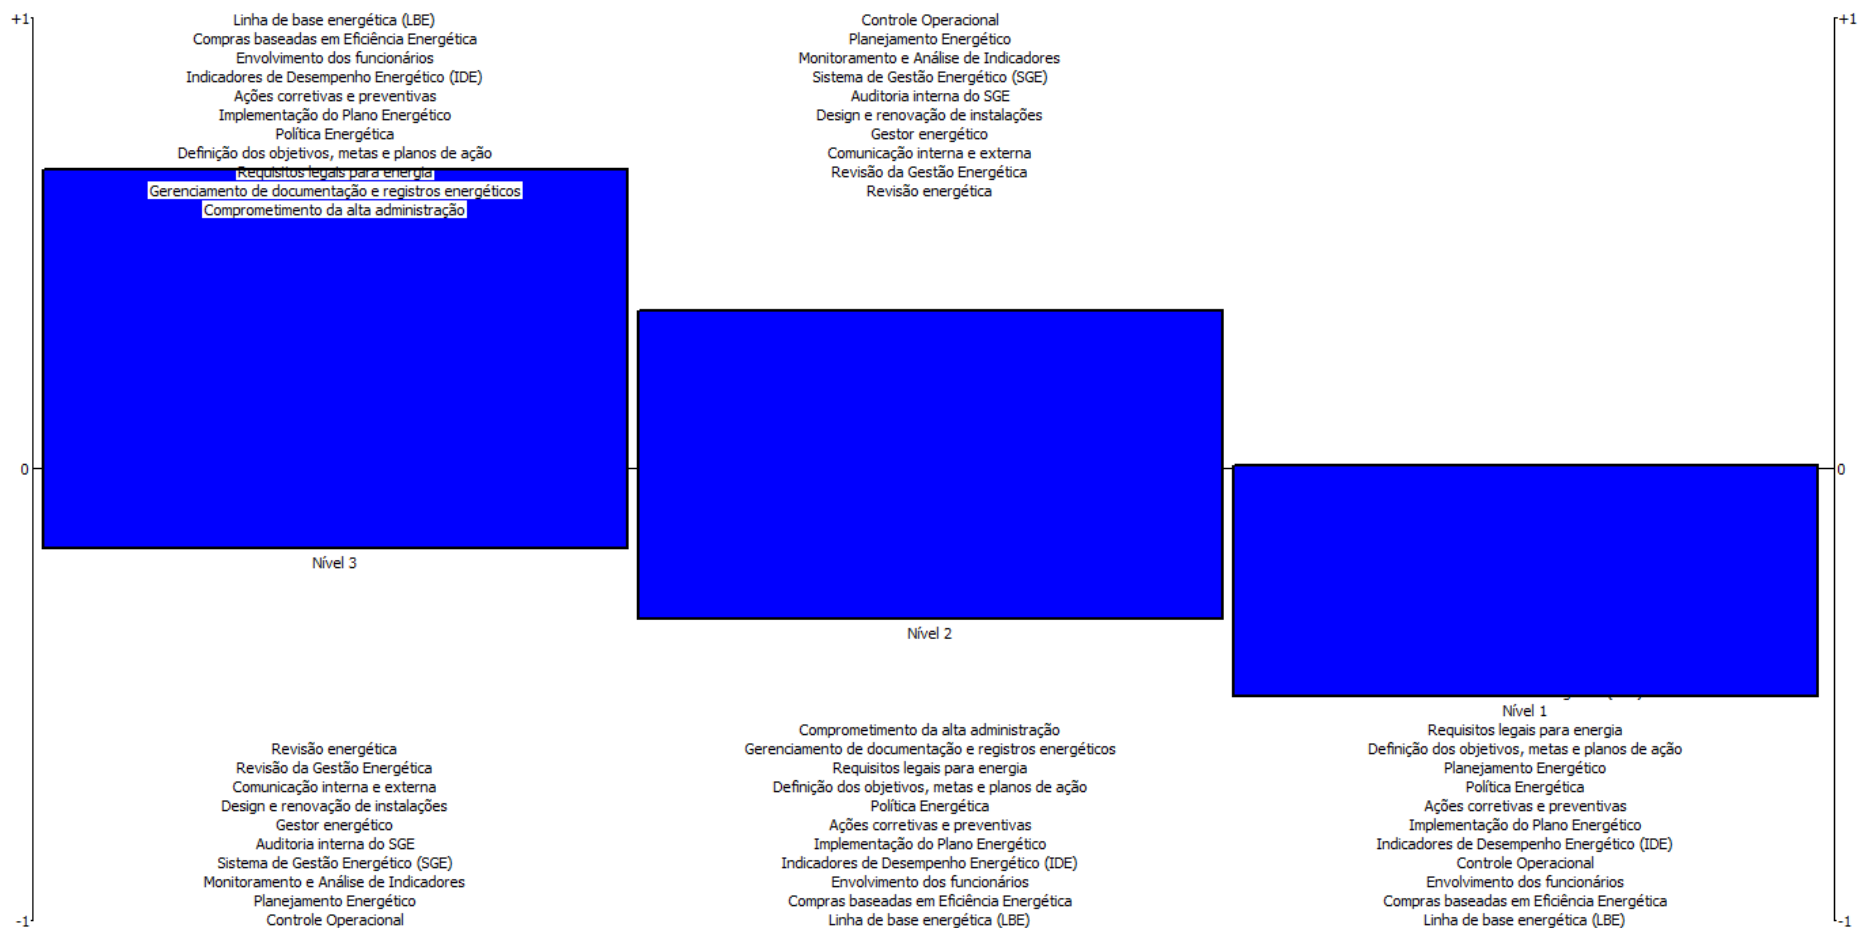 +1
Linha de base energética (LBE)
Compras baseadas em Eficiência Energética
Envolvimento dos funcionários
Indicadores de Desempenho Energético (IDE)
Ações corretivas e preventivas
Implementação do Plano Energético
Política Energética
Definição dos objetivos, metas e planos de ação
Requisitos legais para energia
Gerenciamento de documentação e registros energéticos
Comprometimento da alta administração
Controle Operacional
Planejamento Energético
Monitoramento e Análise de Indicadores
Sistema de Gestão Energético (SGE)
Auditoria interna do SGE
Design e renovação de instalações
Gestor energético
Comunicação interna e externa
Revisão da Gestão Energética
Revisão energética
+1
0
0
Nível 3
Nível 2
Nível 1
Revisão energética
Revisão da Gestão Energética
Comunicação interna e externa
Design e renovação de instalações
Gestor energético
Auditoria interna do SGE
Sistema de Gestão Energético (SGE)
Monitoramento e Análise de Indicadores
Planejamento Energético
Controle Operacional
Comprometimento da alta administração
Gerenciamento de documentação e registros energéticos
Requisitos legais para energia
Definição dos objetivos, metas e planos de ação
Política Energética
Ações corretivas e preventivas
Implementação do Plano Energético
Indicadores de Desempenho Energético (IDE)
Envolvimento dos funcionários
Compras baseadas em Eficiência Energética
Linha de base energética (LBE)
Requisitos legais para energia
Definição dos objetivos, metas e planos de ação
Planejamento Energético
Política Energética
Ações corretivas e preventivas
Implementação do Plano Energético
Indicadores de Desempenho Energético (IDE)
Controle Operacional
Envolvimento dos funcionários
Compras baseadas em Eficiência Energética
Linha de base energética (LBE)
-1
-1